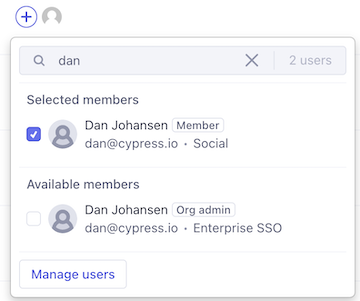 dan
2 users
Selected members
Dan Johansen Member
dan@cypress.io • Social
Available members
Dan Johansen Org admin
dan@cypress.io • Enterprise SSO
Manage users